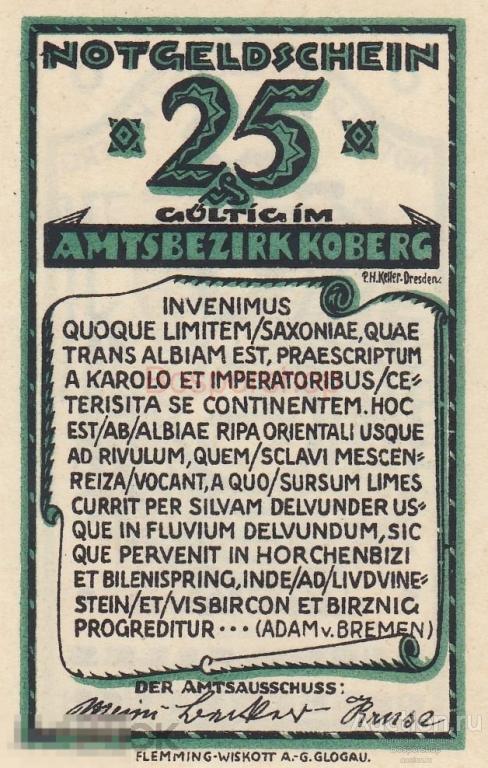 NOTGELDSCHEIN
25
GÜLTIG IM
AMTSBEZIRK KOBERG
P.H.Keller-Dresden.
INVENIMUS
QUOQUE LIMITEM/SAXONIAE, QUAE
TRANS ALBIAM EST, PRAESCRIPTUM
A KAROLO ET IMPERATORIBUS/CE=
TERISITA SE CONTINENTEM. HOC
EST/AB/ALBIAE RIPA ORIENTALI USQUE
AD RIVULUM, QUEM/SCLAVI MESCEN=
REIZA/VOCANT, A QUO/SURSUM LIMES
CURRIT PER SILVAM DELVUNDER US=
QUE IN FLUVIUM DELVUNDUM, SIC
QUE PERVENIT IN HORCHENBIZI
ET BILENISPRING, INDE/AD/LIVDVINE=
STEIN/ET/VISBIRCON ET BIRZNIG
PROGREDITUR ··· (ADAM v. BREMEN)
DER AMTSAUSSCHUSS:
Kruse
FLEMMING-WISKOTT A.-G. GLOGAU.